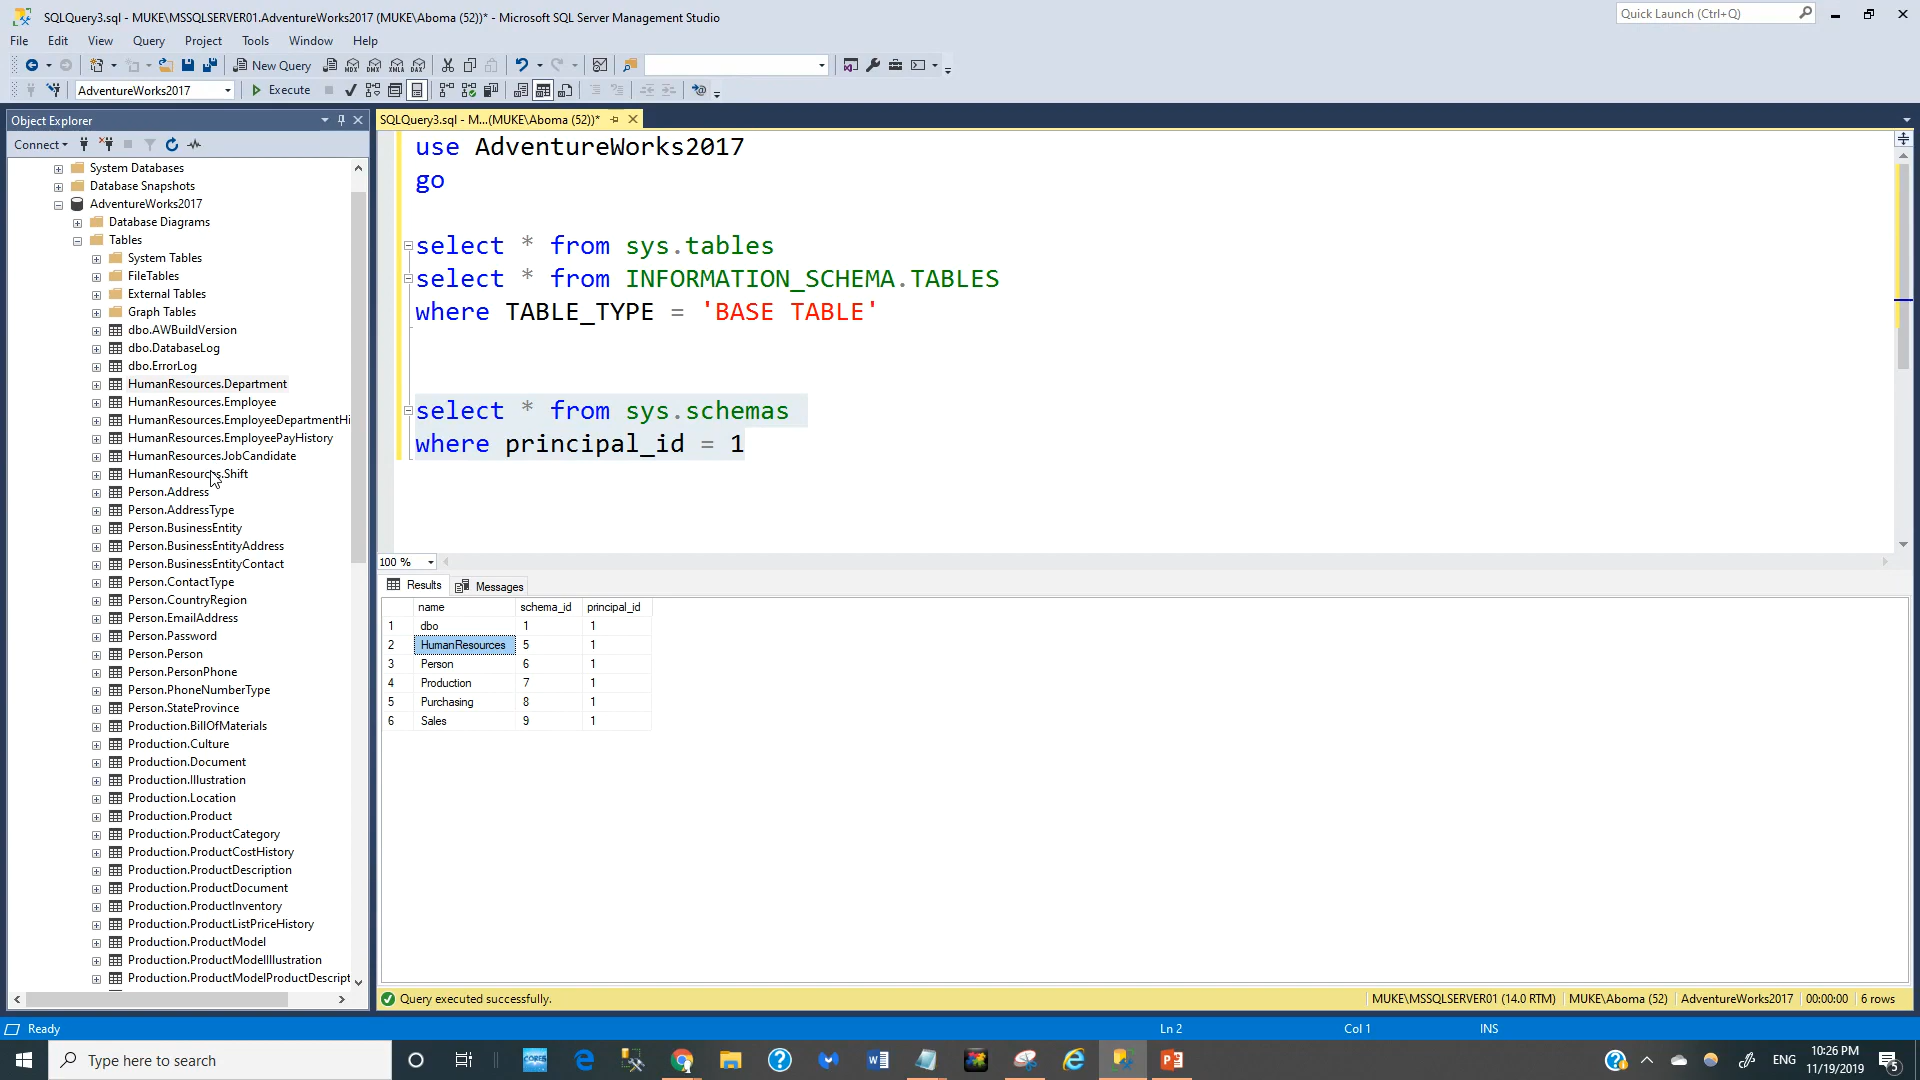 SQLQuery3.sql - MUKE\MSSQLSERVER01.AdventureWorks2017 (MUKE\Aboma (52))* - Microsoft SQL Server Management Studio
Quick Launch (Ctrl+Q)
File Edit View Query Project Tools Window Help
New Query
AdventureWorks2017
Execute
Object Explorer
Connect
System Databases
Database Snapshots
AdventureWorks2017
Database Diagrams
Tables
System Tables
FileTables
External Tables
Graph Tables
dbo.AWBuildVersion
dbo.DatabaseLog
dbo.ErrorLog
HumanResources.Department
HumanResources.Employee
HumanResources.EmployeeDepartmentHi
HumanResources.EmployeePayHistory
HumanResources.JobCandidate
HumanResources.Shift
Person.Address
Person.AddressType
Person.BusinessEntity
Person.BusinessEntityAddress
Person.BusinessEntityContact
Person.ContactType
Person.CountryRegion
Person.EmailAddress
Person.Password
Person.Person
Person.PersonPhone
Person.PhoneNumberType
Person.StateProvince
Production.BillOfMaterials
Production.Culture
Production.Document
Production.Illustration
Production.Location
Production.Product
Production.ProductCategory
Production.ProductCostHistory
Production.ProductDescription
Production.ProductDocument
Production.ProductInventory
Production.ProductListPriceHistory
Production.ProductModel
Production.ProductModelIllustration
Production.ProductModelProductDescript
SQLQuery3.sql - M...(MUKE\Aboma (52))*
use AdventureWorks2017
go
select * from sys.tables
select * from INFORMATION_SCHEMA.TABLES
where TABLE_TYPE = 'BASE TABLE'
select * from sys.schemas
where principal_id = 1
100 %
Results Messages
name schema_id principal_id
1 dbo 1 1
2 HumanResources 5 1
3 Person 6 1
4 Production 7 1
5 Purchasing 8 1
6 Sales 9 1
Query executed successfully.
MUKE\MSSQLSERVER01 (14.0 RTM) MUKE\Aboma (52) AdventureWorks2017 00:00:00 6 rows
Ready
Ln 2 Col 1 INS
Type here to search
ENG
10:26 PM
11/19/2019
5